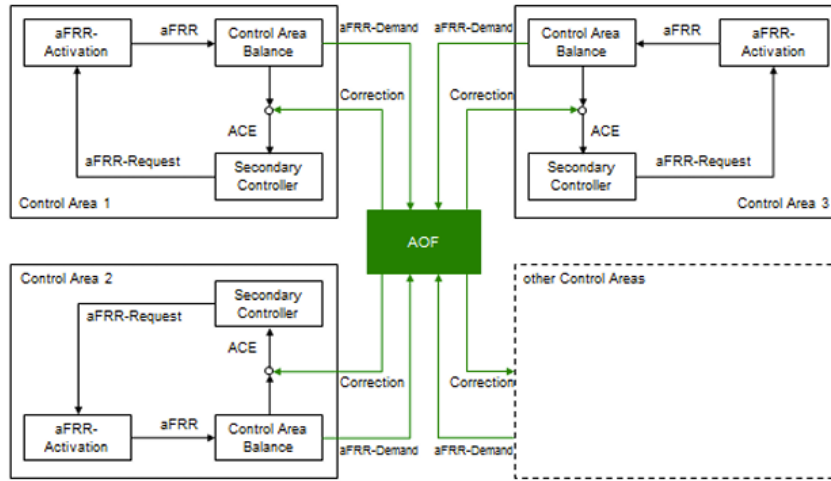 aFRR-
Activation
aFRR
Control Area
Balance
aFRR-Demand
Correction
ACE
aFRR-Request
Secondary
Controller
Control Area 1
aFRR-Demand
Control Area
Balance
aFRR
aFRR-
Activation
Correction
ACE
aFRR-Request
Secondary
Controller
Control Area 3
AOF
Control Area 2
Secondary
Controller
aFRR-Request
ACE
Correction
aFRR-
Activation
aFRR
Control Area
Balance
aFRR-Demand
other Control Areas
Correction
aFRR-Demand